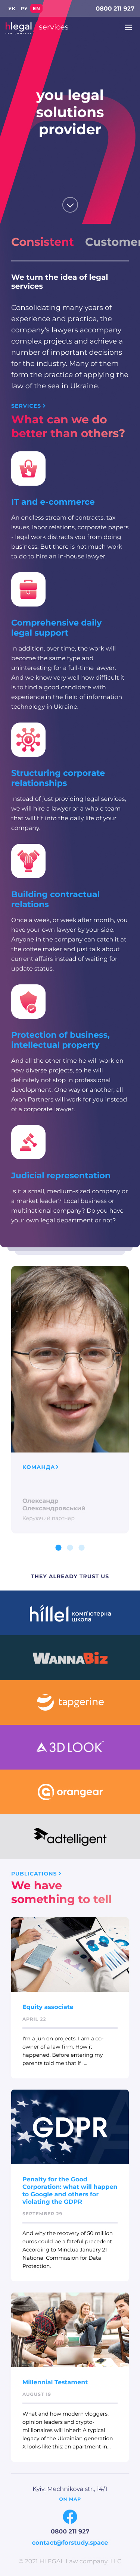 УК РУ EN 0800 211 927
hlegal services
LAW COMPANY
you legal
solutions
provider
Consistent Customer
We turn the idea of legal
services
Consolidating many years of
experience and practice, the
company's lawyers accompany
complex projects and achieve a
number of important decisions
for the industry. Many of them
form the practice of applying the
law of the sea in Ukraine.
SERVICES
What can we do
better than others?
IT and e-commerce
An endless stream of contracts, tax
issues, labor relations, corporate papers
- legal work distracts you from doing
business. But there is not much work
to do to hire an in-house lawyer.
Comprehensive daily
legal support
In addition, over time, the work will
become the same type and
uninteresting for a full-time lawyer.
And we know very well how difficult it
is to find a good candidate with
experience in the field of information
technology in Ukraine.
Structuring corporate
relationships
Instead of just providing legal services,
we will hire a lawyer or a whole team
that will fit into the daily life of your
company.
Building contractual
relations
Once a week, or week after month, you
have your own lawyer by your side.
Anyone in the company can catch it at
the coffee maker and just talk about
current affairs instead of waiting for
update status.
Protection of business,
intellectual property
And all the other time he will work on
new diverse projects, so he will
definitely not stop in professional
development. One way or another, all
Axon Partners will work for you instead
of a corporate lawyer.
Judicial representation
Is it a small, medium-sized company or
a market leader? Local business or
multinational company? Do you have
your own legal department or not?
КОМАНДА
Олександр
Олександровський
Керуючий партнер
THEY ALREADY TRUST US
hillel комп'ютерна
школа
WANNABIZ
tapgerine
3D LOOK
orangear
adtelligent
PUBLICATIONS
We have
something to tell
Equity associate
APRIL 22
I'm a jun on projects, I am a co-
owner of a law firm. How it
happened. Before entering my
parents told me that if I...
GDPR
Penalty for the Good
Corporation: what will happen
to Google and others for
violating the GDPR
SEPTEMBER 26
And why the recovery of 50 million
euros could be a fateful precedent
According to Mind.ua January 21
National Commission for Data
Protection.
Millennial Testament
AUGUST 19
What and how modern vloggers,
opinion leaders and crypto-
millionaires will inherit A typical
legacy of the Ukrainian generation
X looks like this: an apartment in...
Kyiv, Mechnikova str., 14/1
ON MAP
0800 211 927
contact@forstudy.space
© 2021 HLEGAL Law company, LLC